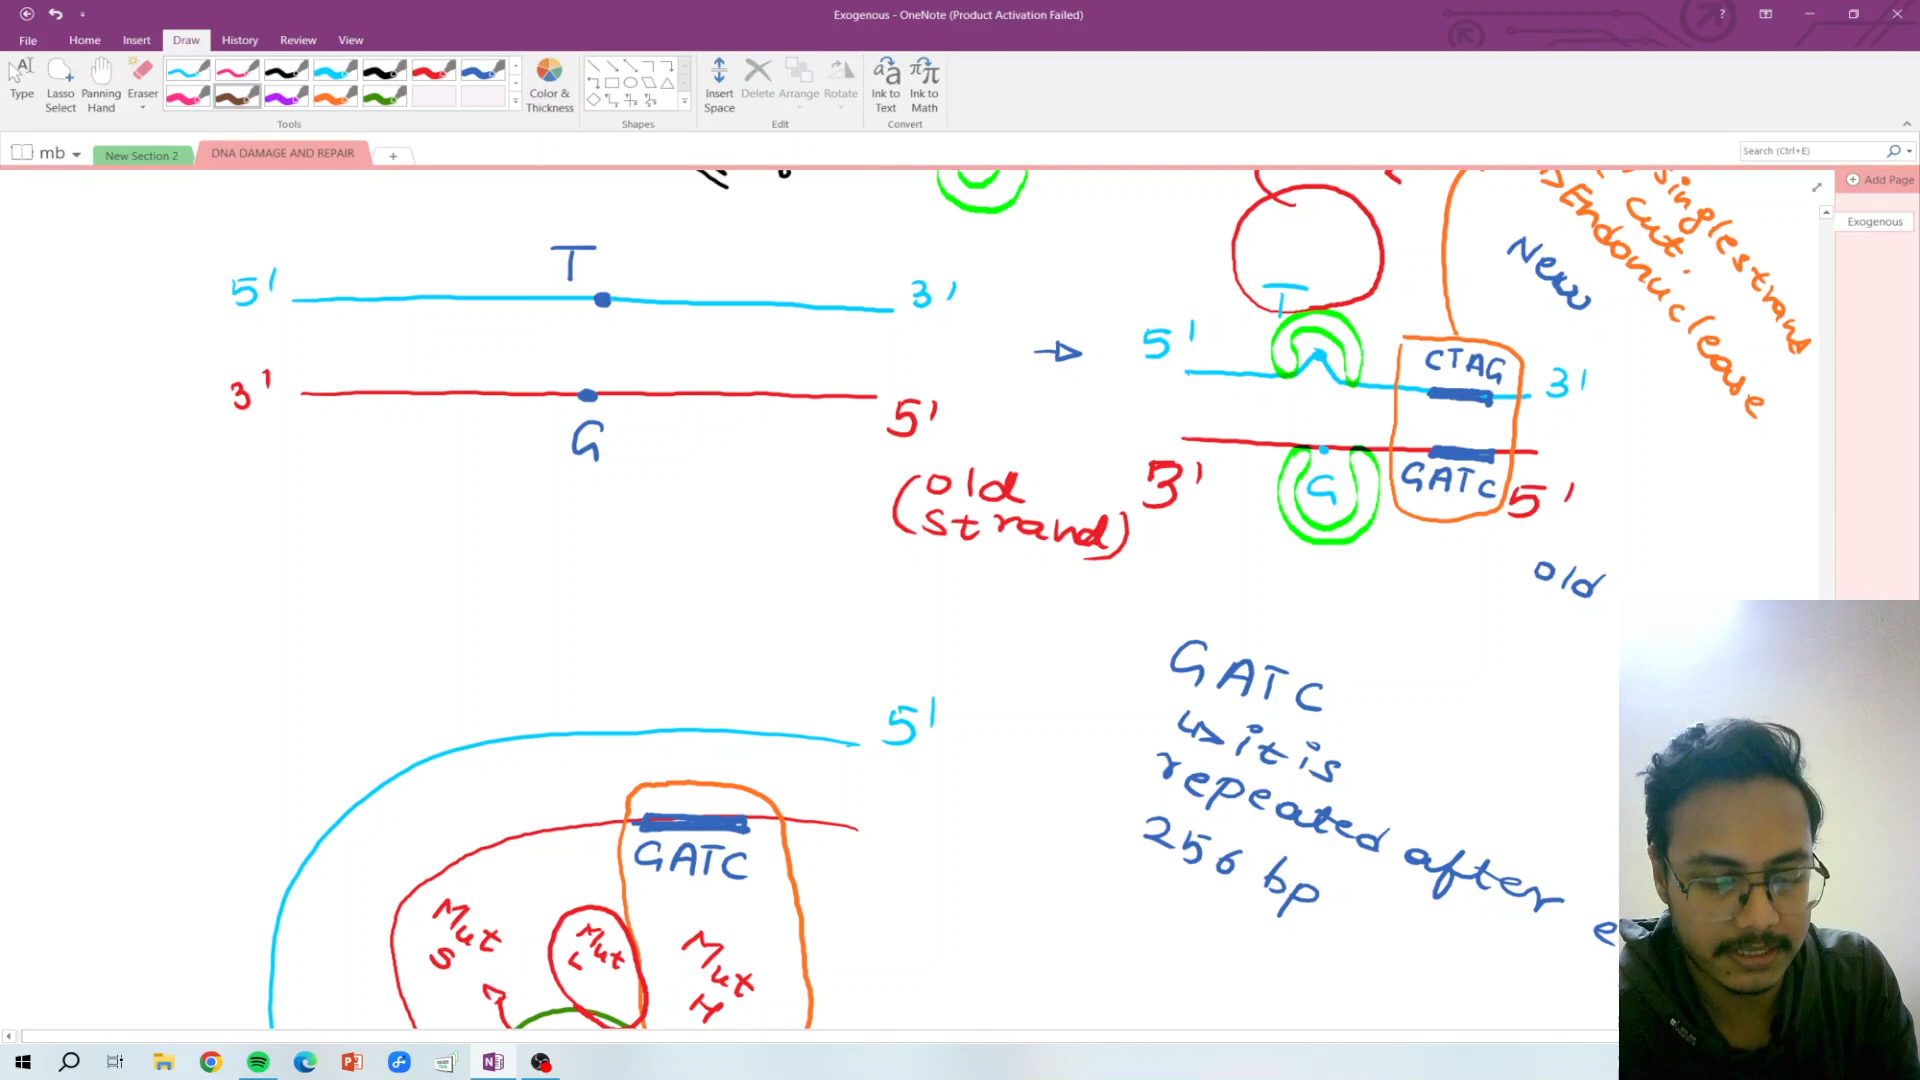 Exogenous - OneNote (Product Activation Failed)
File Home Insert Draw History Review View
Type
Lasso Select
Panning Hand
Eraser
Color & Thickness
Insert Space
Delete
Arrange
Rotate
Ink to Text
Ink to Math
Tools
Shapes
Edit
Convert
mb
New Section 2
DNA DAMAGE AND REPAIR
Search (Ctrl+E)
Add Page
Exogenous
single strans
cut.
Endonuclease
New
T
5'
3'
3'
G
5'
(old
strand)
T
5'
CTAG
3'
3'
G
GATC
5'
old
GATC
it is
repeated after e
256 bp
5'
GATC
Mut
S
Mut
L
Mut
H